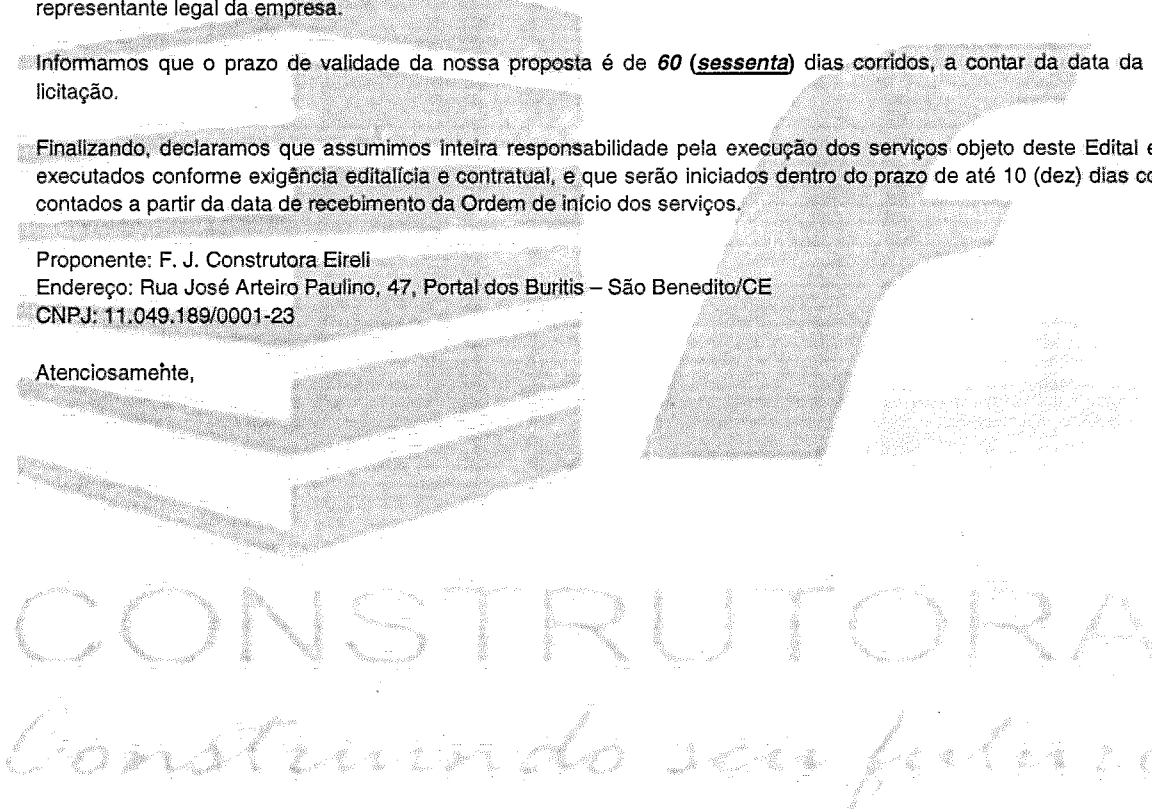 representante legal da empresa.
Informamos que o prazo de validade da nossa proposta é de 60 (sessenta) dias corridos, a contar da data da
licitação.
Finalizando, declaramos que assumimos inteira responsabilidade pela execução dos serviços objeto deste Edital e
executados conforme exigência editalícia e contratual, e que serão iniciados dentro do prazo de até 10 (dez) dias co
contados a partir da data de recebimento da Ordem de início dos serviços.
Proponente: F. J. Construtora Eireli
Endereço: Rua José Arteiro Paulino, 47, Portal dos Buritis – São Benedito/CE
CNPJ: 11.049.189/0001-23
Atenciosamente,
CONSTRUTORA
Construindo seu futuro